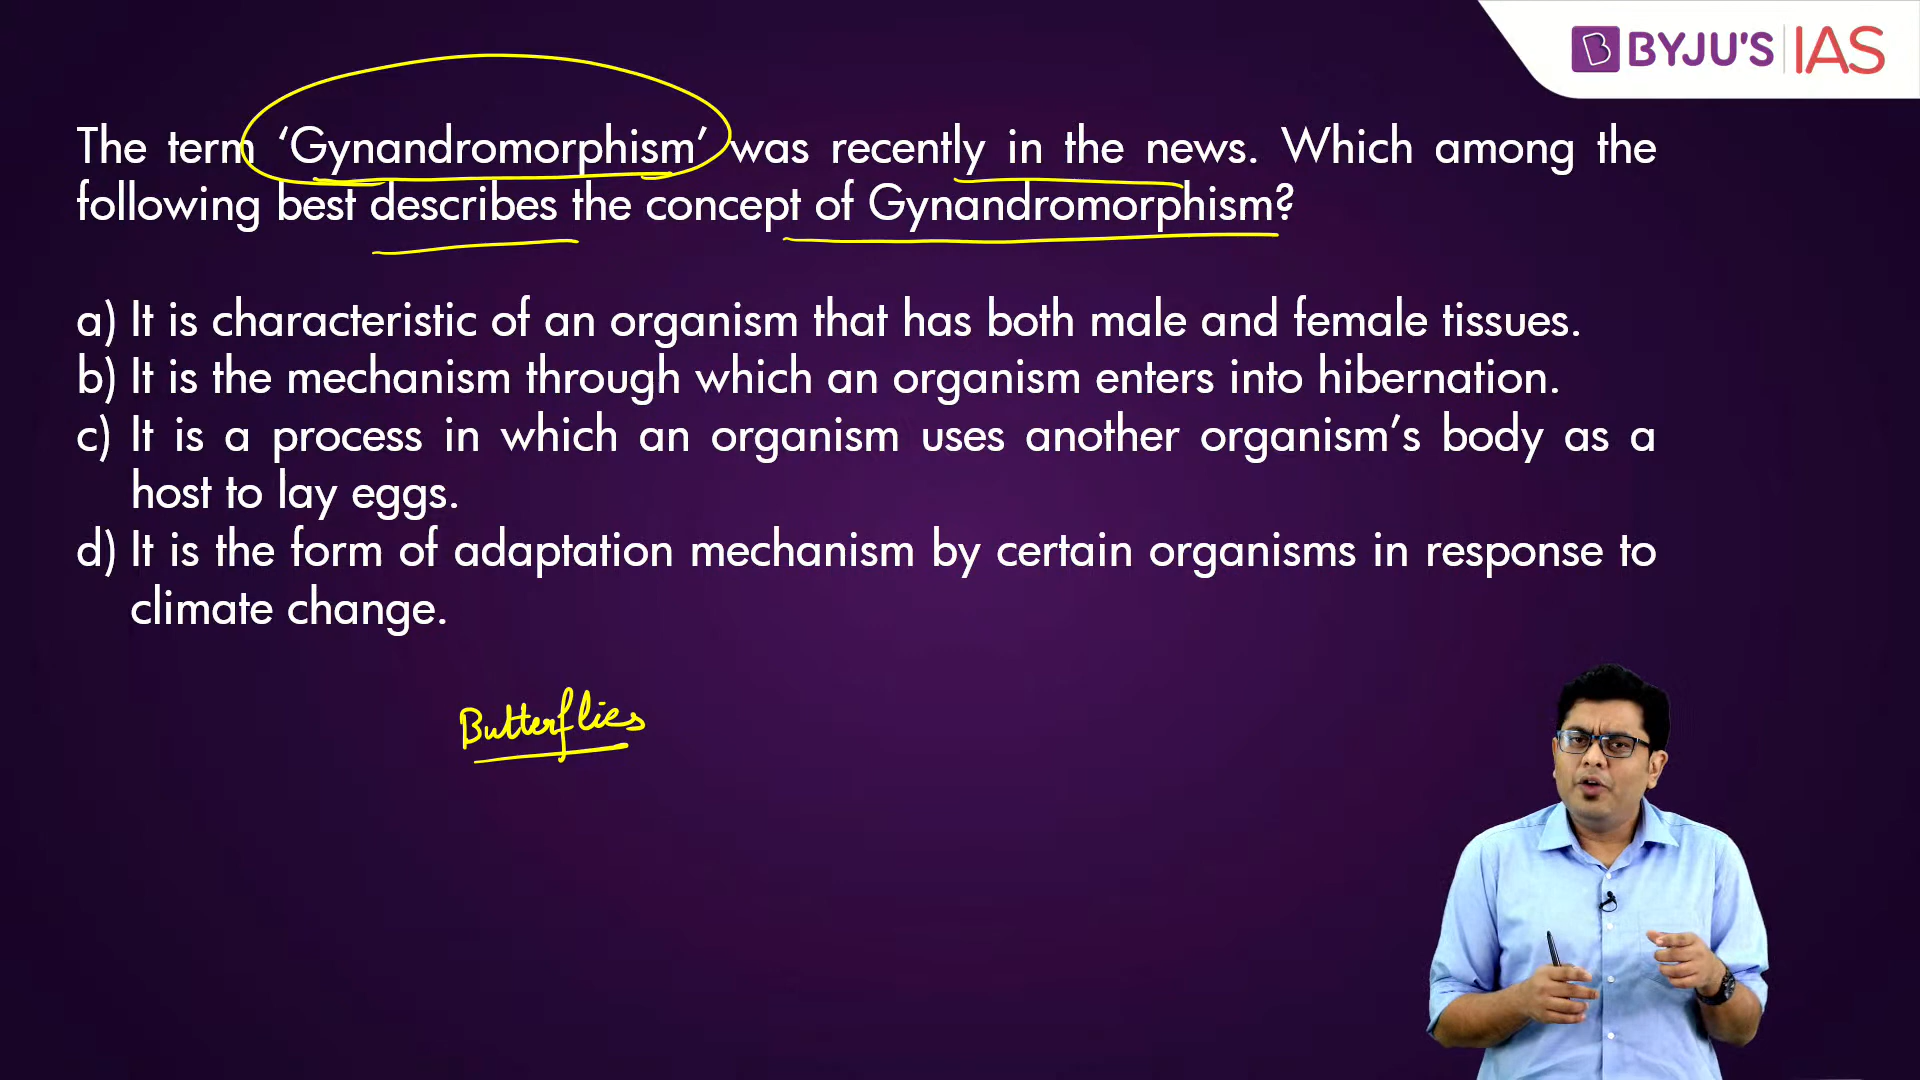 BYJU'S IAS
The term ‘Gynandromorphism’ was recently in the news. Which among the
following best describes the concept of Gynandromorphism?
a) It is characteristic of an organism that has both male and female tissues.
b) It is the mechanism through which an organism enters into hibernation.
c) It is a process in which an organism uses another organism’s body as a
host to lay eggs.
d) It is the form of adaptation mechanism by certain organisms in response to
climate change.
Butterflies